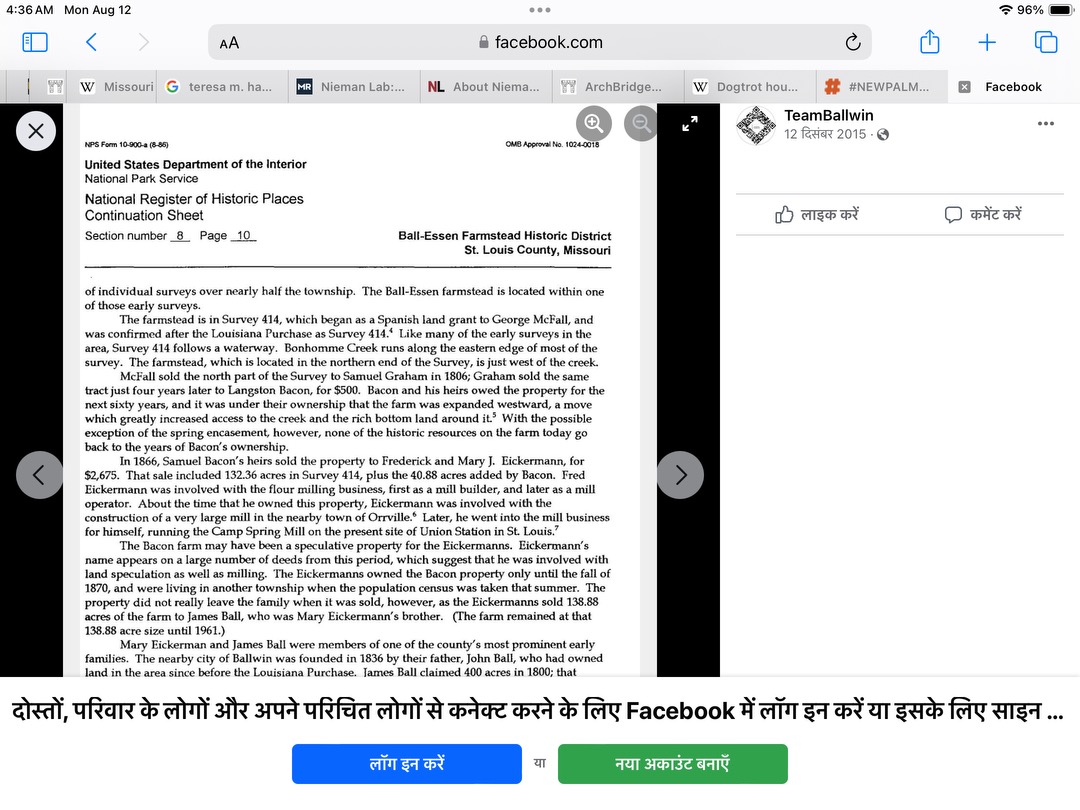 4:36 AM Mon Aug 12
96%
AA
facebook.com
Missouri
teresa m. ha...
MR Nieman Lab:...
NL About Niema...
ArchBridge...
W Dogtrot hou...
#NEWPALM...
Facebook
NPS Form 10-900-a (8-86)
OMB Approval No. 1024-0018
United States Department of the Interior
National Park Service
National Register of Historic Places
Continuation Sheet
Section number 8 Page 10
Ball-Essen Farmstead Historic District
St. Louis County, Missouri
of individual surveys over nearly half the township. The Ball-Essen farmstead is located within one
of those early surveys.
The farmstead is in Survey 414, which began as a Spanish land grant to George McFall, and
was confirmed after the Louisiana Purchase as Survey 414.⁴ Like many of the early surveys in the
area, Survey 414 follows a waterway. Bonhomme Creek runs along the eastern edge of most of the
survey. The farmstead, which is located in the northern end of the Survey, is just west of the creek.
McFall sold the north part of the Survey to Samuel Graham in 1806; Graham sold the same
tract just four years later to Langston Bacon, for $500. Bacon and his heirs owed the property for the
next sixty years, and it was under their ownership that the farm was expanded westward, a move
which greatly increased access to the creek and the rich bottom land around it.⁵ With the possible
exception of the spring encasement, however, none of the historic resources on the farm today go
back to the years of Bacon's ownership.
In 1866, Samuel Bacon's heirs sold the property to Frederick and Mary J. Eickermann, for
$2,675. That sale included 132.36 acres in Survey 414, plus the 40.88 acres added by Bacon. Fred
Eickermann was involved with the flour milling business, first as a mill builder, and later as a mill
operator. About the time that he owned this property, Eickermann was involved with the
construction of a very large mill in the nearby town of Orrville.⁶ Later, he went into the mill business
for himself, running the Camp Spring Mill on the present site of Union Station in St. Louis.⁷
The Bacon farm may have been a speculative property for the Eickermanns. Eickermann's
name appears on a large number of deeds from this period, which suggest that he was involved with
land speculation as well as milling. The Eickermanns owned the Bacon property only until the fall of
1870, and were living in another township when the population census was taken that summer. The
property did not really leave the family when it was sold, however, as the Eickermanns sold 138.88
acres of the farm to James Ball, who was Mary Eickermann's brother. (The farm remained at that
138.88 acre size until 1961.)
Mary Eickerman and James Ball were members of one of the county's most prominent early
families. The nearby city of Ballwin was founded in 1836 by their father, John Ball, who had owned
land in the area since before the Louisiana Purchase. James Ball claimed 400 acres in 1800; that
TeamBallwin
12 दिसंबर 2015 ·
लाइक करें
कमेंट करें
दोस्तों, परिवार के लोगों और अपने परिचित लोगों से कनेक्ट करने के लिए Facebook में लॉग इन करें या इसके लिए साइन ...
लॉग इन करें
या
नया अकाउंट बनाएँ